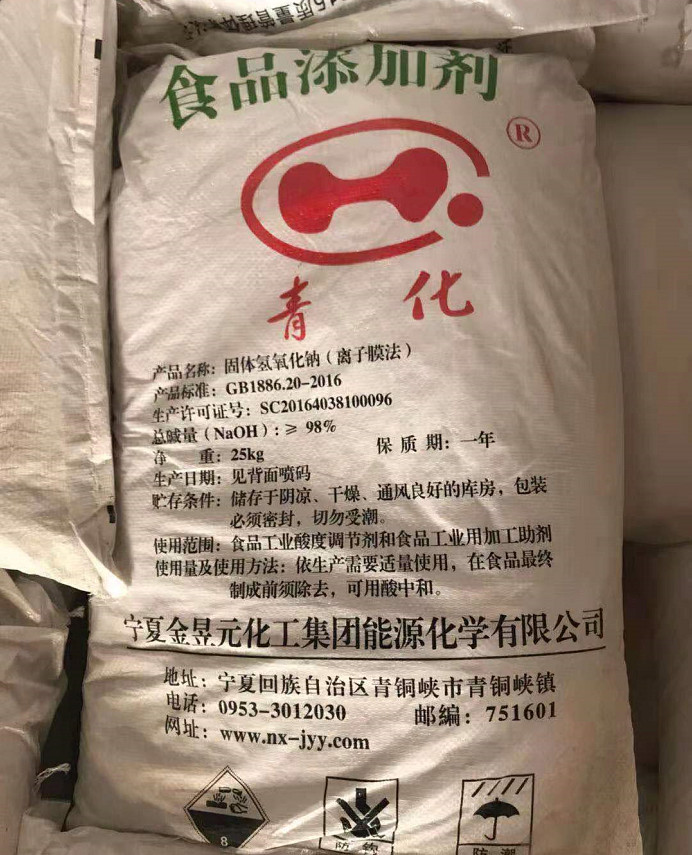 食品添加剂
®
青化
产品名称：固体氢氧化钠（离子膜法）
产品标准：GB1886.20-2016
生产许可证号：SC20164038100096
总碱量（NaOH）：≥ 98%
净 重：25kg
保 质 期：一年
生产日期：见背面喷码
贮存条件：储存于阴凉、干燥、通风良好的库房，包装
必须密封，切勿受潮。
使用范围：食品工业酸度调节剂和食品工业用加工助剂
使用量及使用方法：依生产需要适量使用，在食品最终
制成前须除去，可用酸中和。
宁夏金昱元化工集团能源化学有限公司
地址：宁夏回族自治区青铜峡市青铜峡镇
电话：0953-3012030
邮编：751601
网址：www.nx-jyy.com
8
防
防 潮